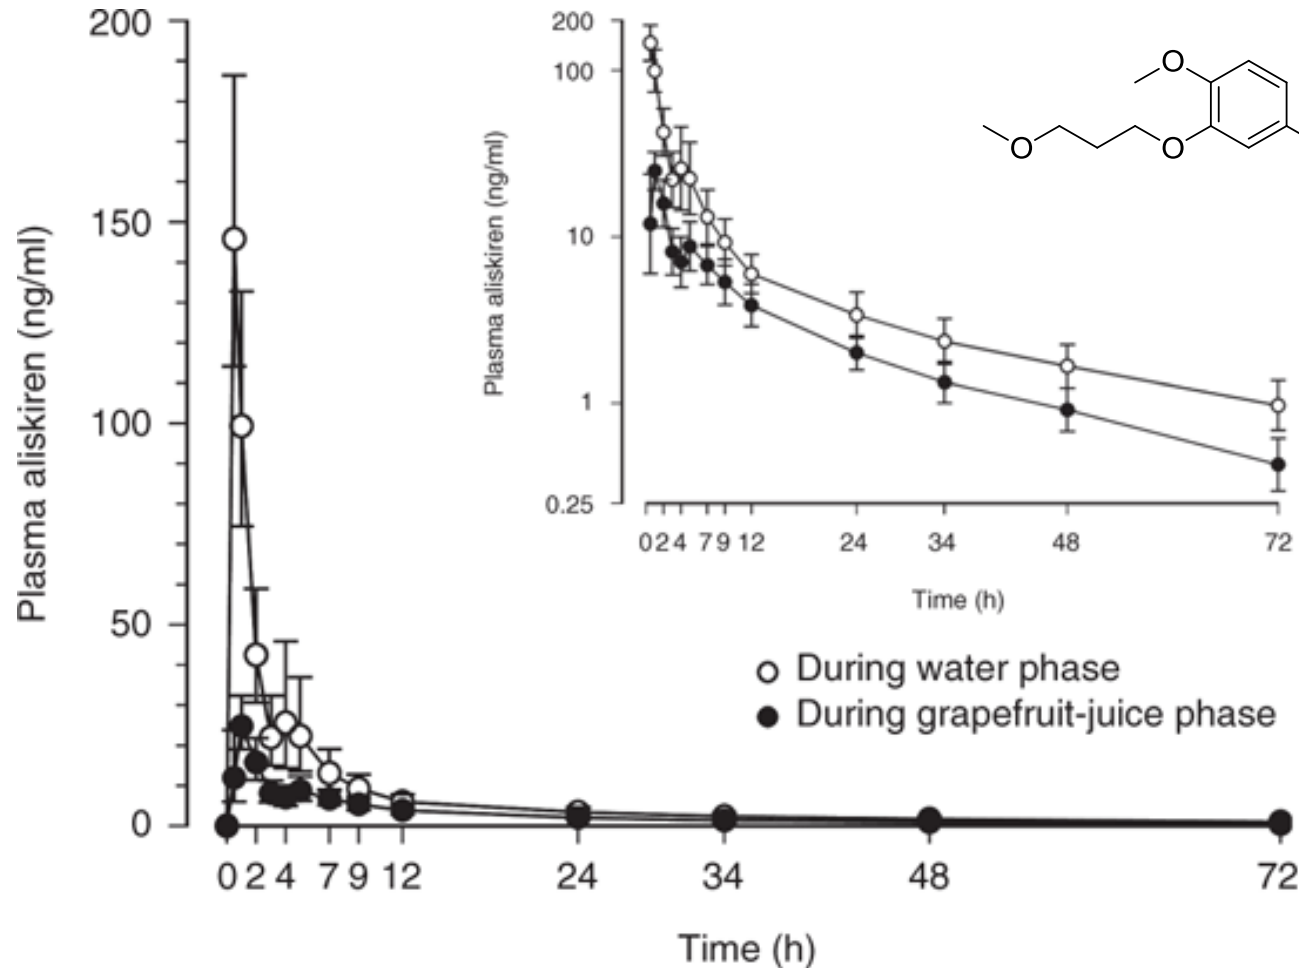 Plasma aliskiren (ng/ml)
200
150
100
50
0
0 2 4 7 9 12 24 34 48 72
Time (h)
Plasma aliskiren (ng/ml)
200
100
10
1
0.25
0 2 4 7 9 12 24 34 48 72
Time (h)
O
O
O
During water phase
During grapefruit-juice phase